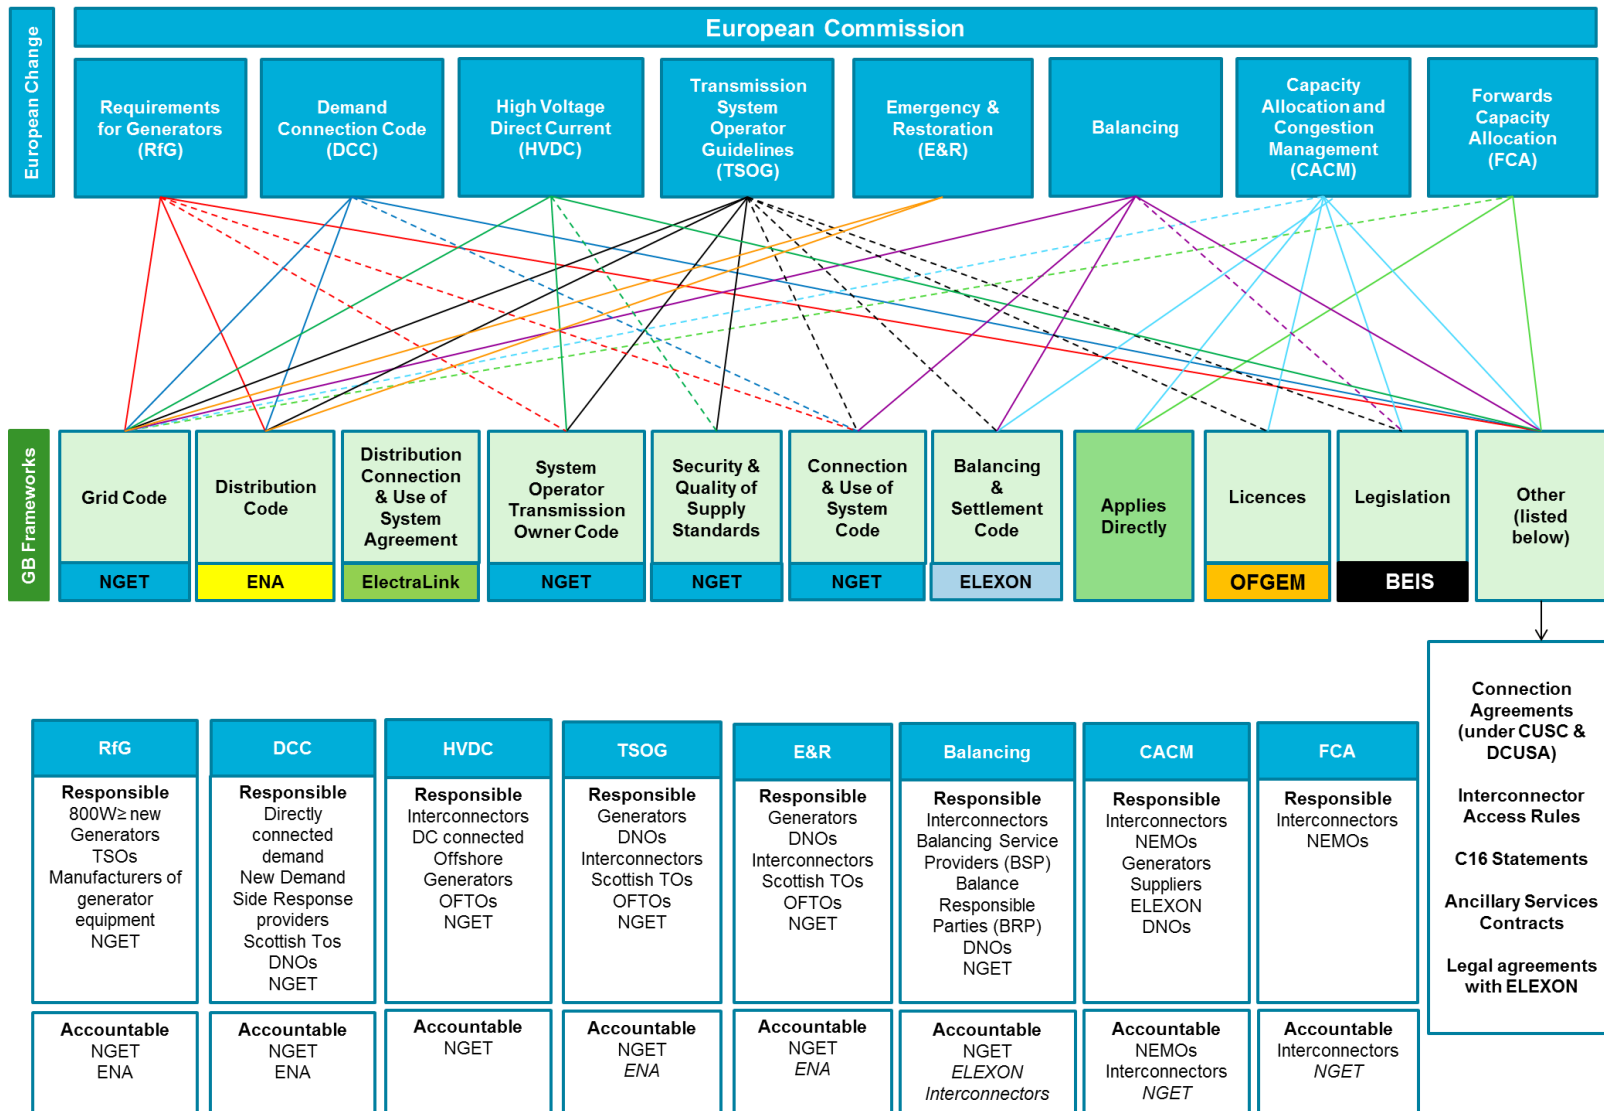 European Change
European Commission
Requirements
for Generators
(RfG)
Demand
Connection Code
(DCC)
High Voltage
Direct Current
(HVDC)
Transmission
System
Operator
Guidelines
(TSOG)
Emergency &
Restoration
(E&R)
Balancing
Capacity
Allocation and
Congestion
Management
(CACM)
Forwards
Capacity
Allocation
(FCA)
GB Frameworks
Grid Code
NGET
Distribution
Code
ENA
Distribution
Connection
& Use of
System
Agreement
ElectraLink
System
Operator
Transmission
Owner Code
NGET
Security &
Quality of
Supply
Standards
NGET
Connection
& Use of
System
Code
NGET
Balancing
&
Settlement
Code
ELEXON
Applies
Directly
Licences
OFGEM
Legislation
BEIS
Other
(listed
below)
Connection
Agreements
(under CUSC &
DCUSA)
Interconnector
Access Rules
C16 Statements
Ancillary Services
Contracts
Legal agreements
with ELEXON
RfG
Responsible
800W≥ new
Generators
TSOs
Manufacturers of
generator
equipment
NGET
Accountable
NGET
ENA
DCC
Responsible
Directly
connected
demand
New Demand
Side Response
providers
Scottish Tos
DNOs
NGET
Accountable
NGET
ENA
HVDC
Responsible
Interconnectors
DC connected
Offshore
Generators
OFTOs
NGET
Accountable
NGET
TSOG
Responsible
Generators
DNOs
Interconnectors
Scottish TOs
OFTOs
NGET
Accountable
NGET
ENA
E&R
Responsible
Generators
DNOs
Interconnectors
Scottish TOs
OFTOs
NGET
Accountable
NGET
ENA
Balancing
Responsible
Interconnectors
Balancing Service
Providers (BSP)
Balance
Responsible
Parties (BRP)
DNOs
NGET
Accountable
NGET
ELEXON
Interconnectors
CACM
Responsible
Interconnectors
NEMOs
Generators
Suppliers
ELEXON
DNOs
Accountable
NEMOs
Interconnectors
NGET
FCA
Responsible
Interconnectors
NEMOs
Accountable
Interconnectors
NGET